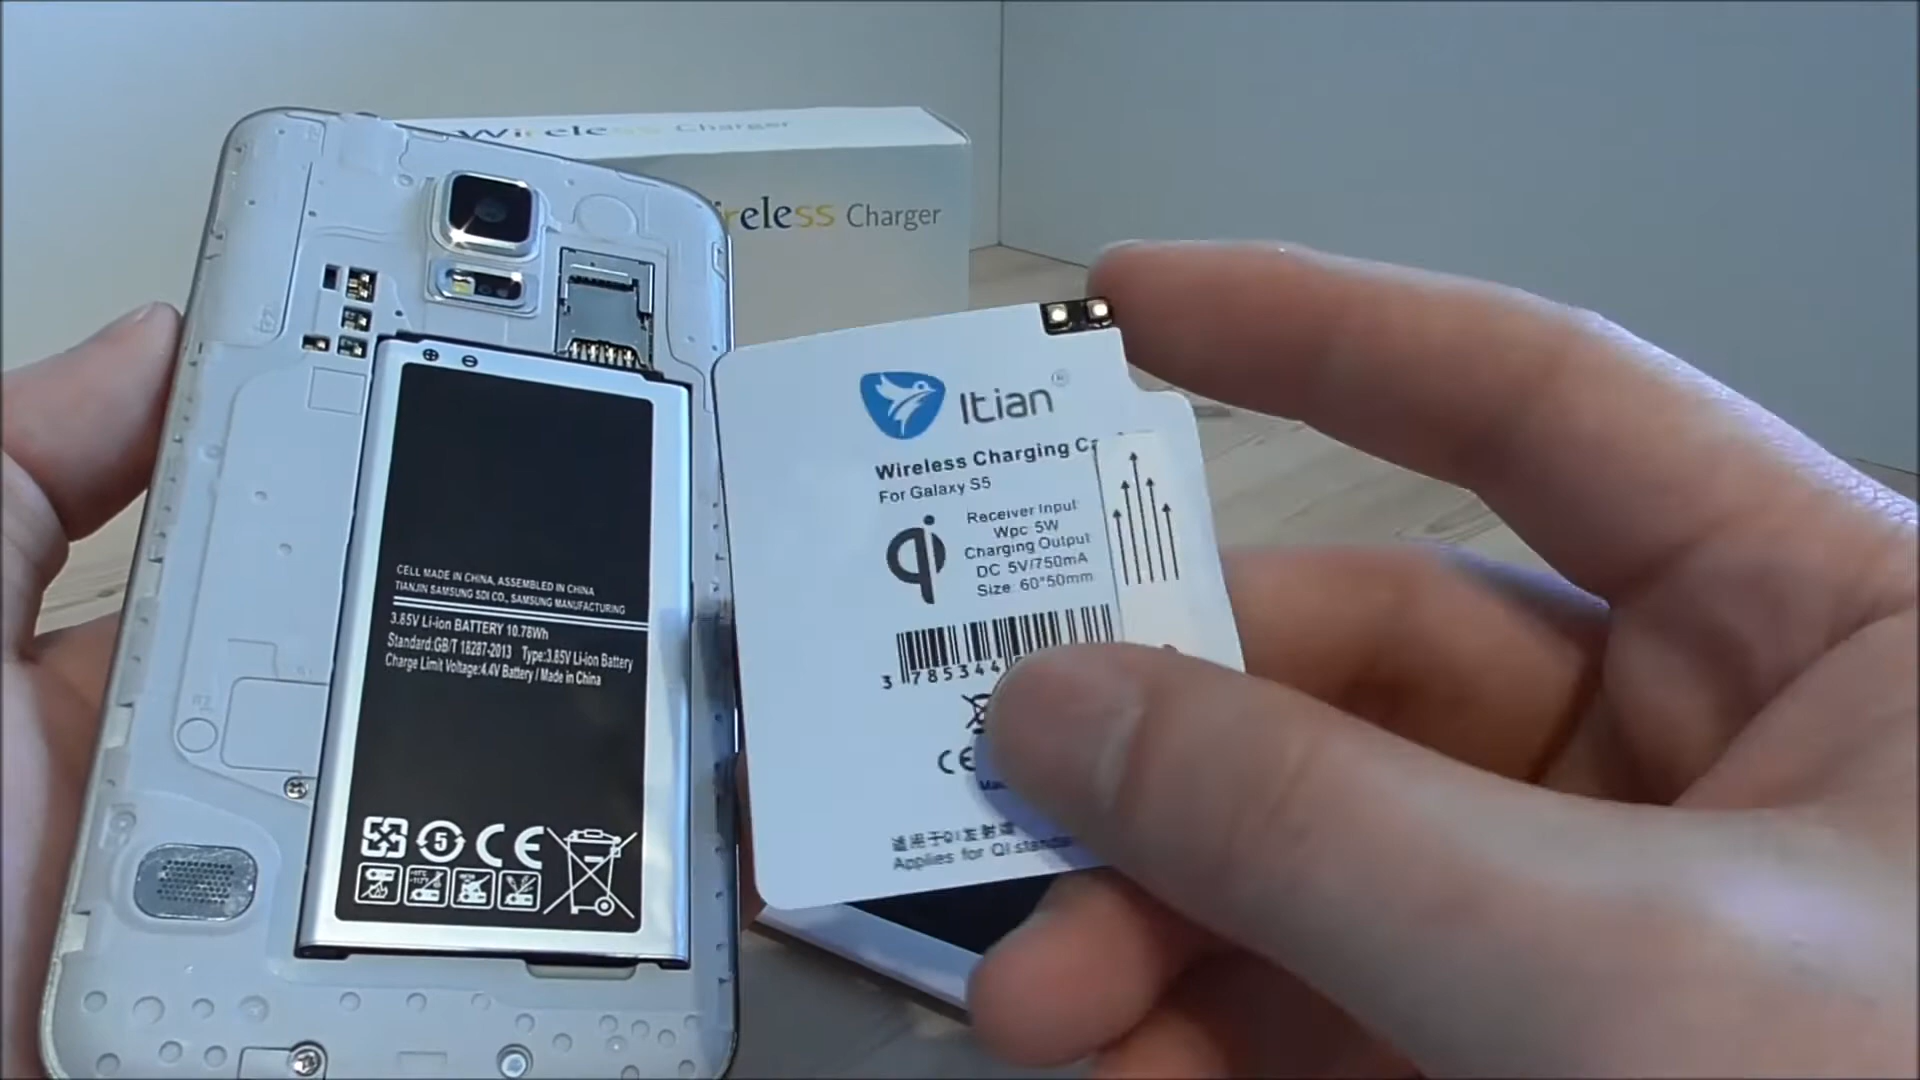 Wireless Charger
ireless Charger
Itian®
Wireless Charging Ca
For Galaxy S5
qi
Receiver Input
Wpc 5W
Charging Output
DC 5V/750mA
Size: 60*50mm
3 785344
CE
适用于QI发射端
Applies for QI standa
CELL MADE IN CHINA, ASSEMBLED IN CHINA
TIANJIN SAMSUNG SDI CO., SAMSUNG MANUFACTURING
3.85V Li-ion BATTERY 10.78Wh
Standard:GB/T 18287-2013 Type:3.85V Li-ion Battery
Charge Limit Voltage:4.4V Battery / Made in China
5 CE